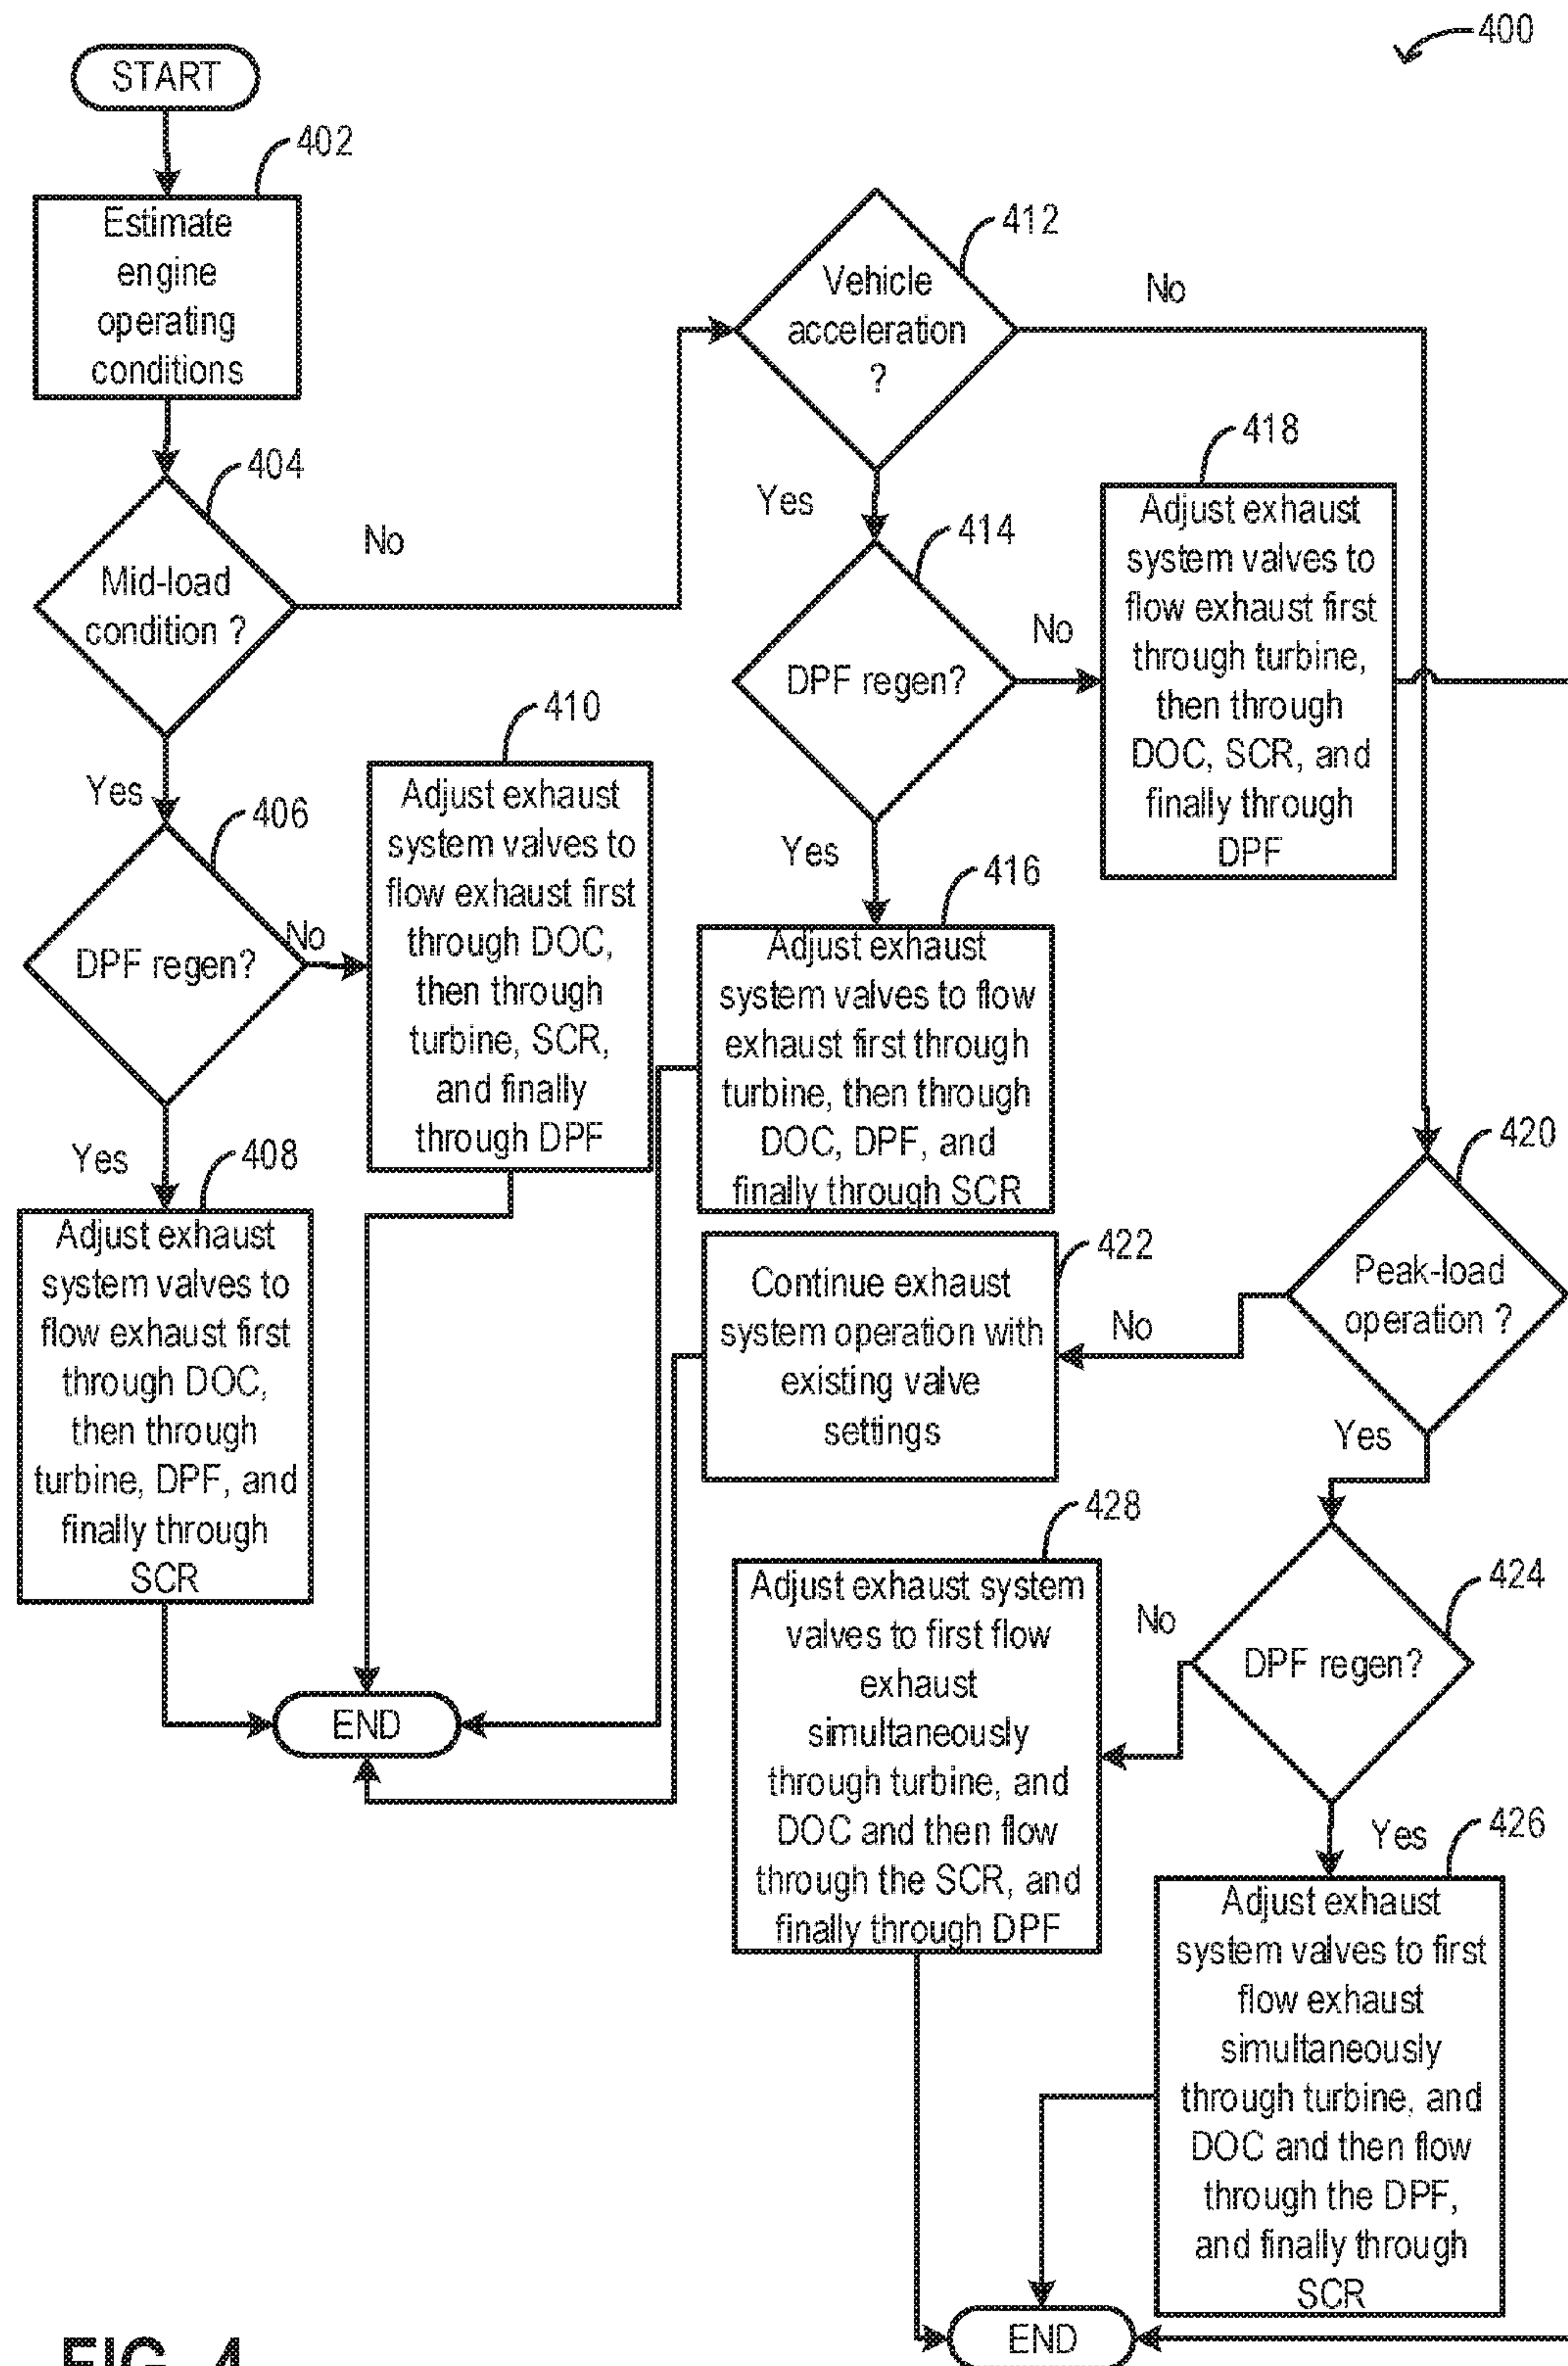 400
START
402
Estimate
engine
operating
conditions
404
Mid-load
condition ?
No
Yes
406
DPF regen?
No
Yes
408
Adjust exhaust
system valves to
flow exhaust first
through DOC,
then through
turbine, DPF, and
finally through
SCR
410
Adjust exhaust
system valves to
flow exhaust first
through DOC,
then through
turbine, SCR,
and finally
through DPF
412
Vehicle
acceleration
?
No
Yes
414
DPF regen?
No
Yes
416
Adjust exhaust
system valves to flow
exhaust first through
turbine, then through
DOC, DPF, and
finally through SCR
418
Adjust exhaust
system valves to
flow exhaust first
through turbine,
then through
DOC, SCR, and
finally through
DPF
420
Peak-load
operation ?
No
Yes
422
Continue exhaust
system operation with
existing valve
settings
424
DPF regen?
No
Yes
426
Adjust exhaust
system valves to first
flow exhaust
simultaneously
through turbine, and
DOC and then flow
through the DPF,
and finally through
SCR
428
Adjust exhaust system
valves to first flow
exhaust
simultaneously
through turbine, and
DOC and then flow
through the SCR, and
finally through DPF
END
END
FIG. 4